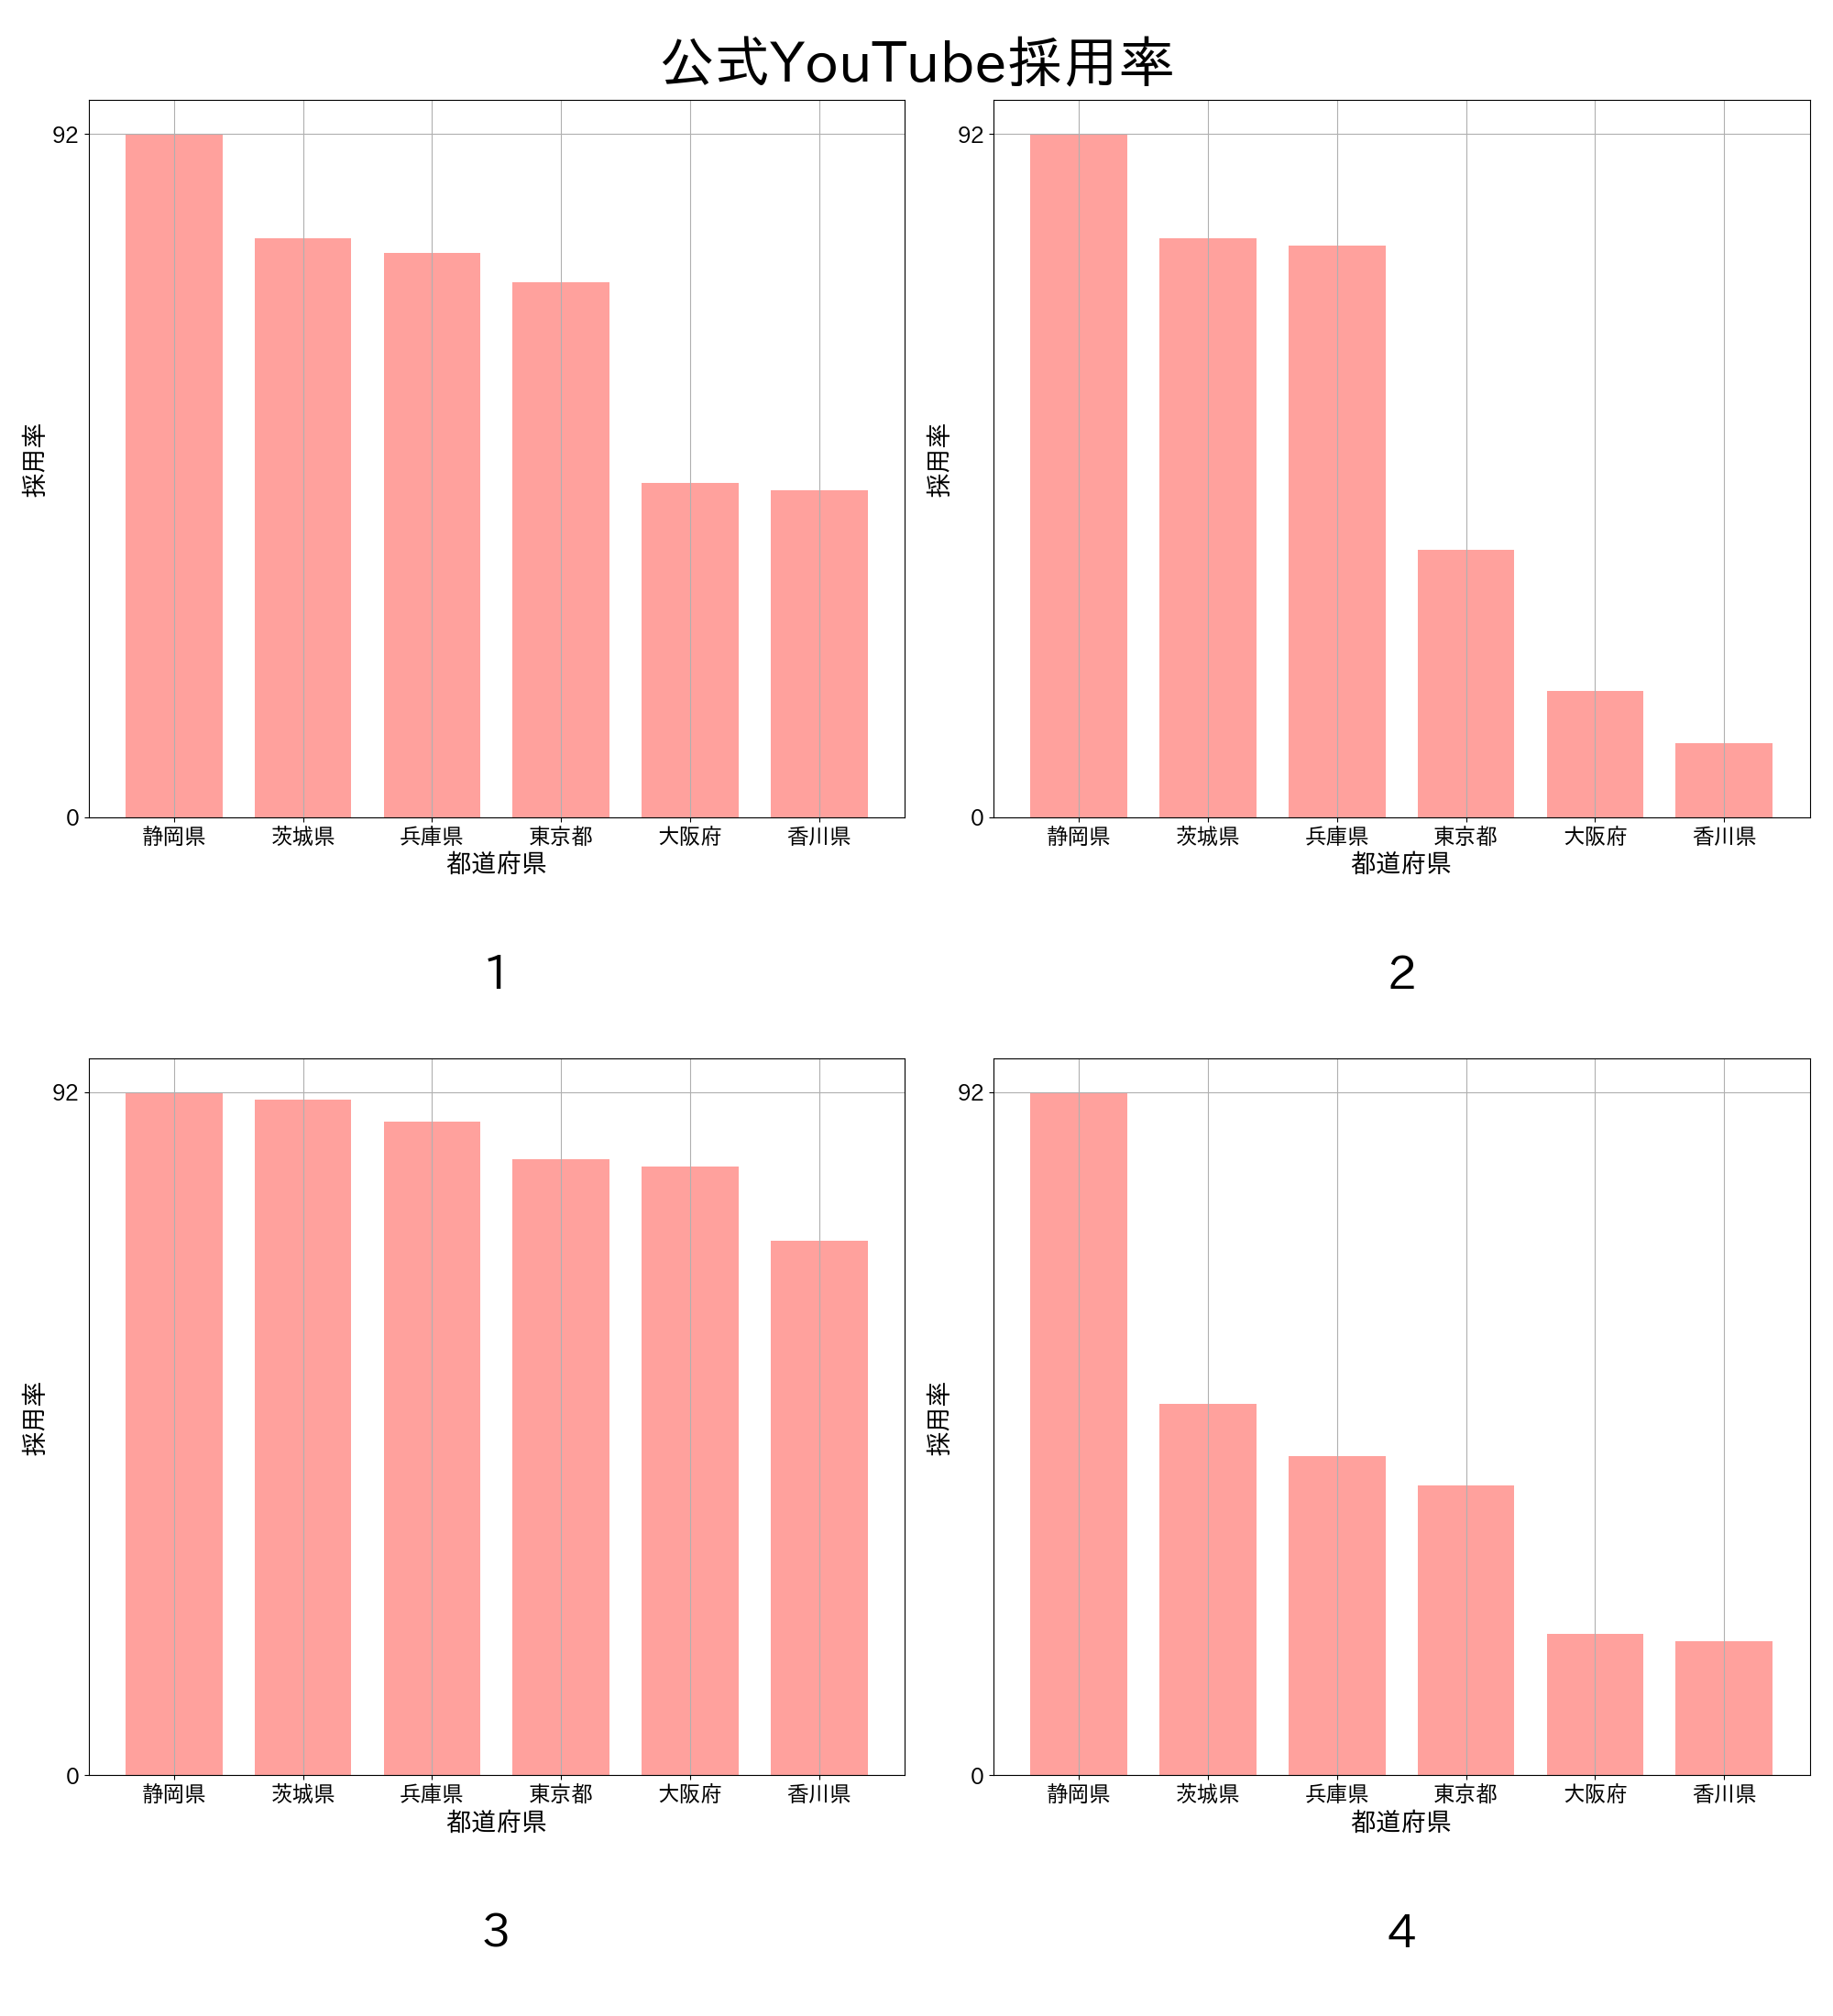 公式YouTube採用率
92
採用率
0
静岡県 茨城県 兵庫県 東京都 大阪府 香川県
都道府県
1
92
採用率
0
静岡県 茨城県 兵庫県 東京都 大阪府 香川県
都道府県
2
92
採用率
0
静岡県 茨城県 兵庫県 東京都 大阪府 香川県
都道府県
3
92
採用率
0
静岡県 茨城県 兵庫県 東京都 大阪府 香川県
都道府県
4